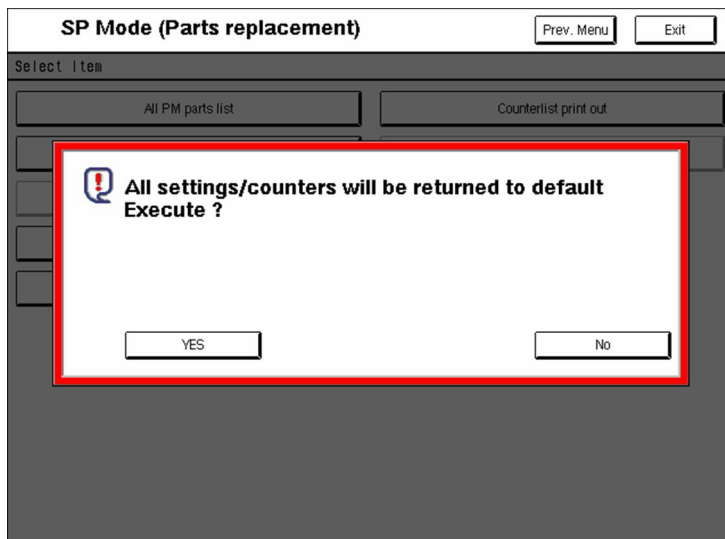 SP Mode (Parts replacement)
Prev. Menu
Exit
Select Item
All PM parts list
Counterlist print out
All settings/counters will be returned to default
Execute ?
YES
No